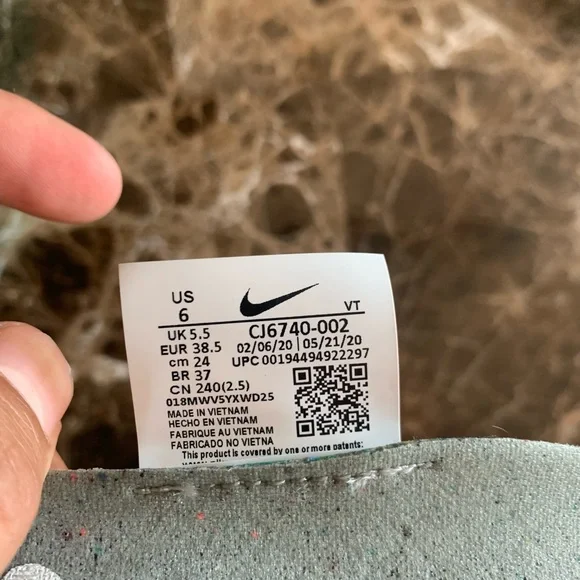 US
6
VT
UK 5.5
EUR 38.5
cm 24
BR 37
CN 240(2.5)
CJ6740-002
02/06/20 | 05/21/20
UPC 00194494922297
018MWV5YXWD25
MADE IN VIETNAM
HECHO EN VIETNAM
FABRIQUE AU VIETNAM
FABRICADO NO VIETNA
This product is covered by one or more patents: